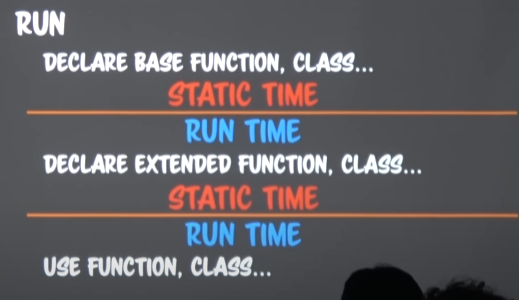 RUN
DECLARE BASE FUNCTION, CLASS...
STATIC TIME
RUN TIME
DECLARE EXTENDED FUNCTION, CLASS...
STATIC TIME
RUN TIME
USE FUNCTION, CLASS...